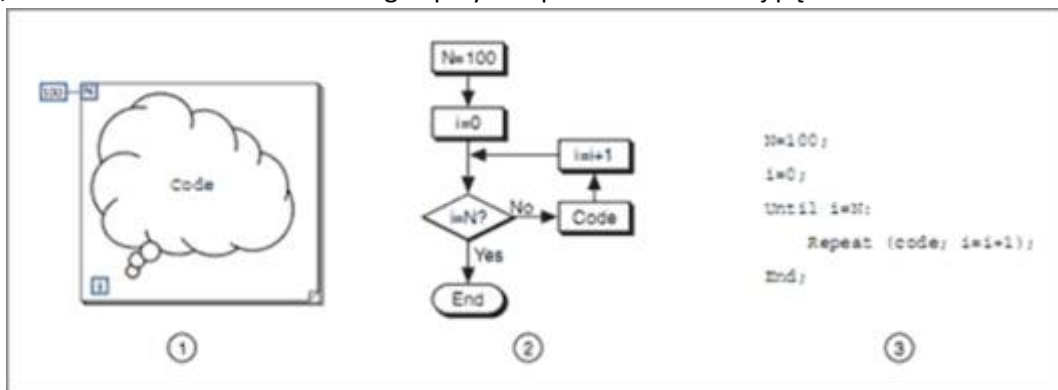 100 N
Code
i
1
N=100
i=0
i=i+1
i=N?
No
Code
Yes
End
2
N=100;
i=0;
Until i=N:
Repeat (code; i=i+1);
End;
3